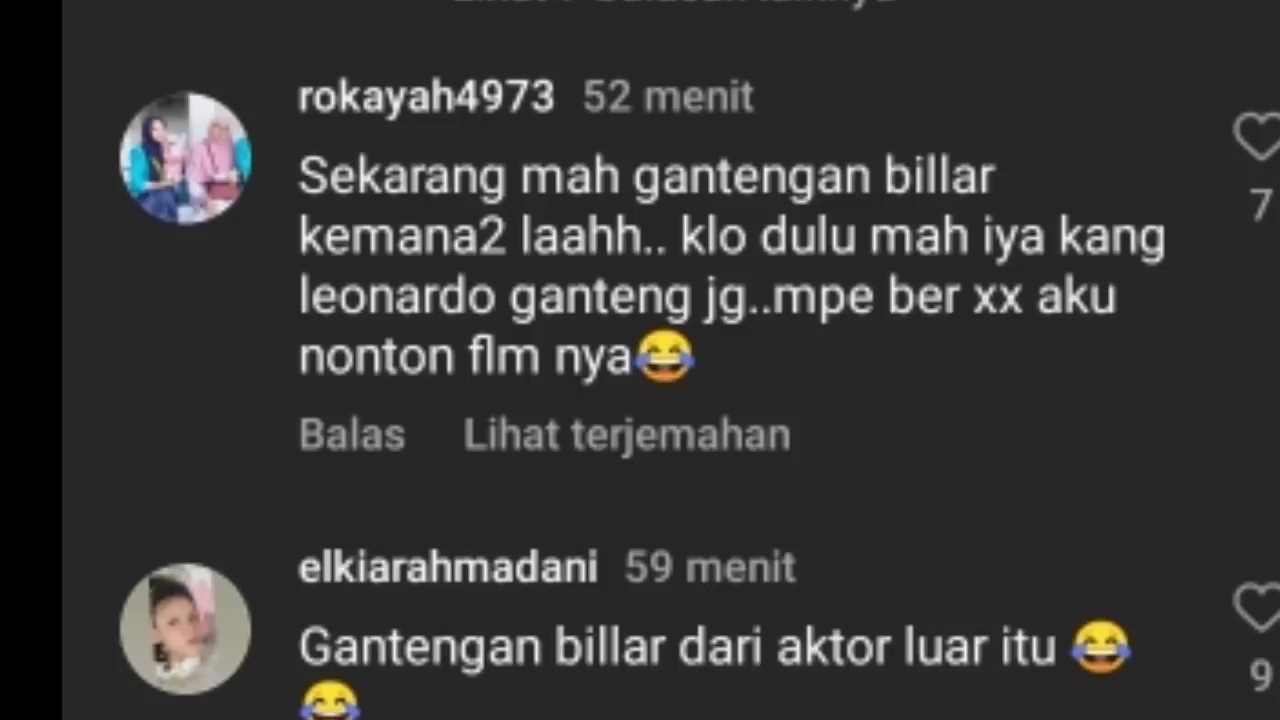 rokayah4973 52 menit
Sekarang mah gantengan billar
kemana2 laahh.. klo dulu mah iya kang
leonardo ganteng jg..mpe ber xx aku
nonton flm nya😂
7
Balas Lihat terjemahan
elkiarahmadani 59 menit
Gantengan billar dari aktor luar itu 😂
😂
9